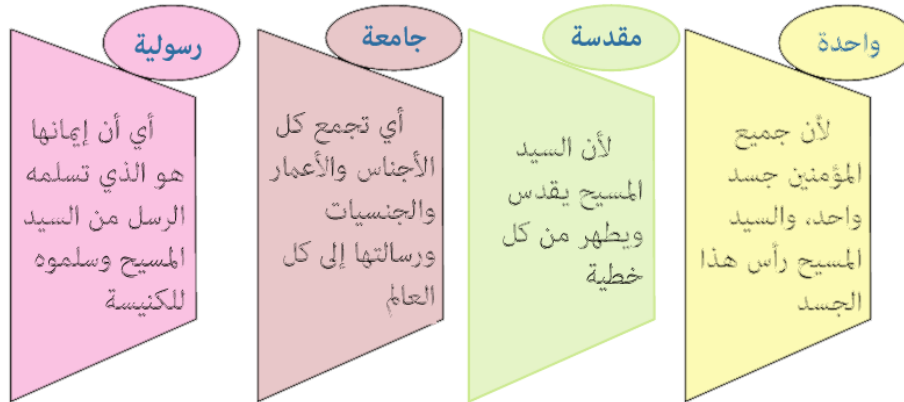 واحدة
لأن جميع
المؤمنين جسد
واحد، والسيد
المسيح رأس هذا
الجسد
مقدسة
لأن السيد
المسيح يقدس
ويطهر من كل
خطية
جامعة
أي تجمع كل
الأجناس والأعمار
والجنسيات
ورسالتها إلى كل
العالم
رسولية
أي أن إيمانها
هو الذي تسلمه
الرسل من السيد
المسيح وسلموه
للكنيسة